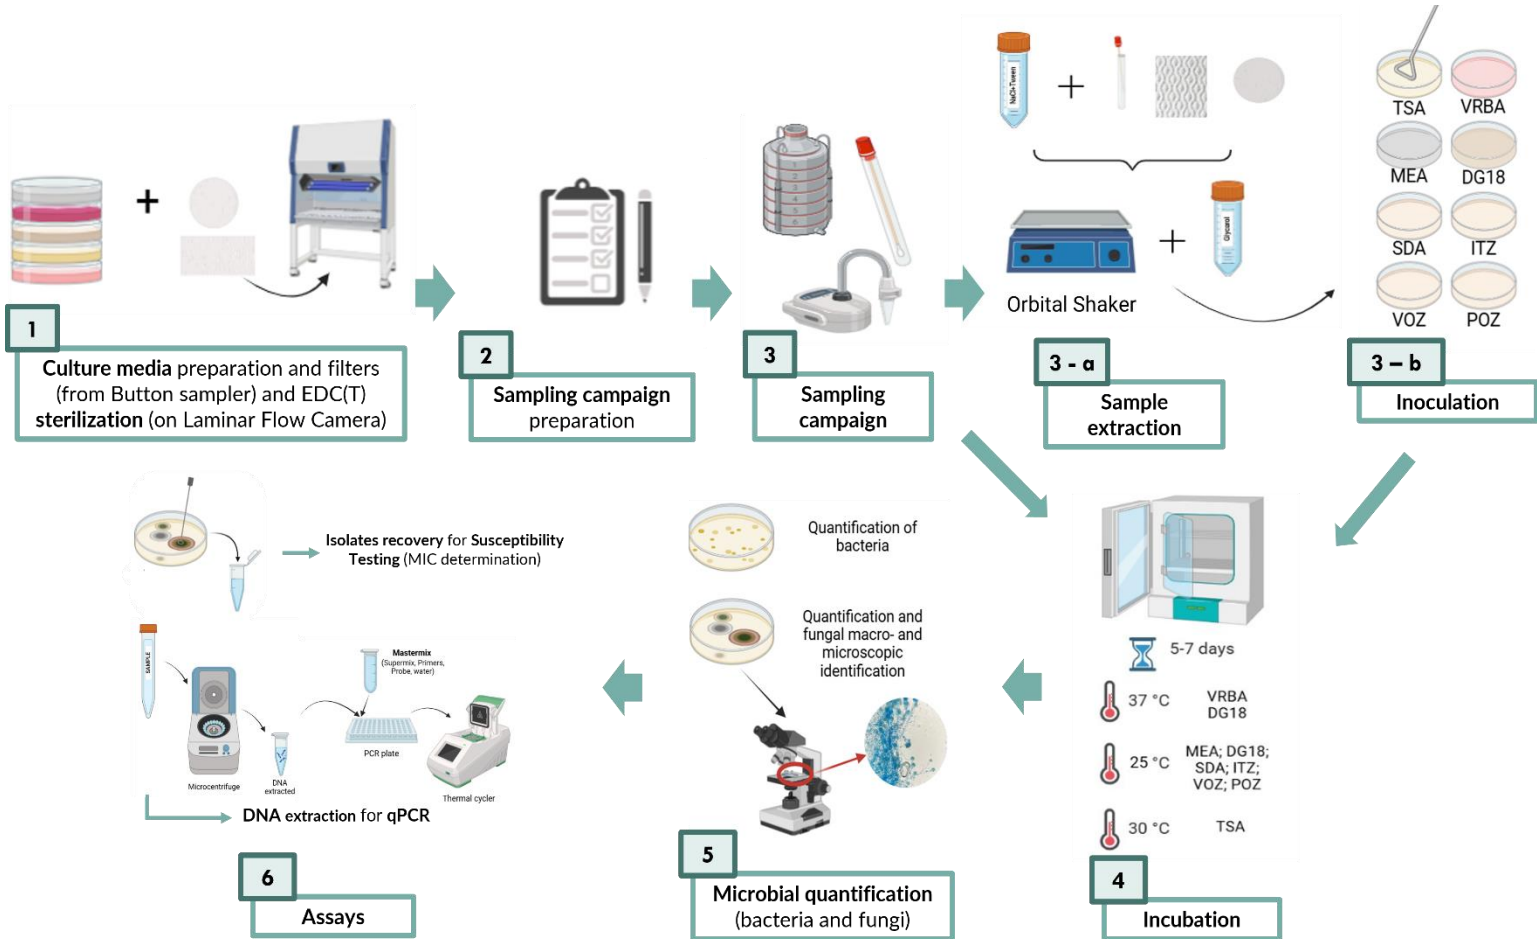 1
Culture media preparation and filters
(from Button sampler) and EDC(T)
sterilization (on Laminar Flow Camera)
2
Sampling campaign
preparation
3
Sampling
campaign
NaCl+Tween
Orbital Shaker
Glycerol
3 - a
Sample
extraction
TSA VRBA
MEA DG18
SDA ITZ
VOZ POZ
3 – b
Inoculation
5-7 days
37 °C VRBA
DG18
25 °C MEA; DG18;
SDA; ITZ;
VOZ; POZ
30 °C TSA
4
Incubation
Quantification of
bacteria
Quantification and
fungal macro- and
microscopic
identification
5
Microbial quantification
(bacteria and fungi)
Isolates recovery for Susceptibility
Testing (MIC determination)
SAMPLE
Microcentrifuge
DNA
extracted
Mastermix
(Supermix, Primers,
Probe, water)
PCR plate
Thermal cycler
DNA extraction for qPCR
6
Assays